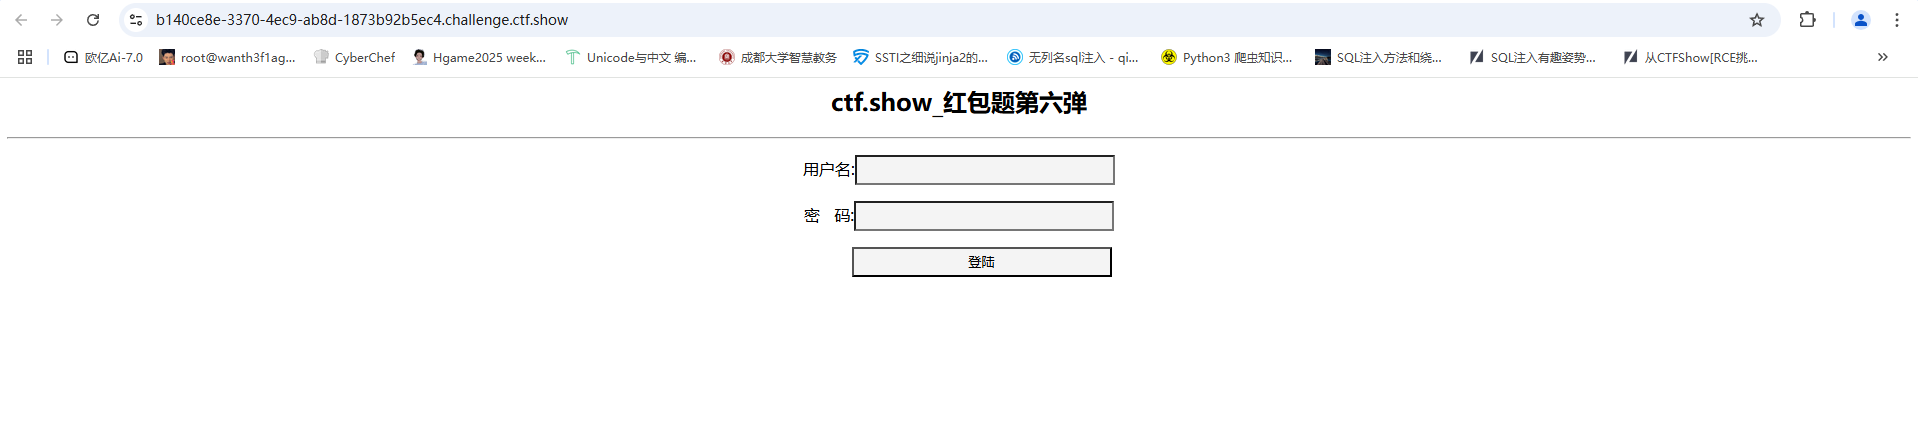 b140ce8e-3370-4ec9-ab8d-1873b92b5ec4.challenge.ctf.show
欧亿Ai-7.0 root@wanth3f1ag... CyberChef Hgame2025 week... Unicode与中文 编... 成都大学智慧教务 SSTI之细说jinja2的... 无列名sql注入 - qi... Python3 爬虫知识... SQL注入方法和绕... SQL注入有趣姿势... 从CTFShow[RCE挑...
ctf.show_红包题第六弹
用户名:
密 码:
登陆